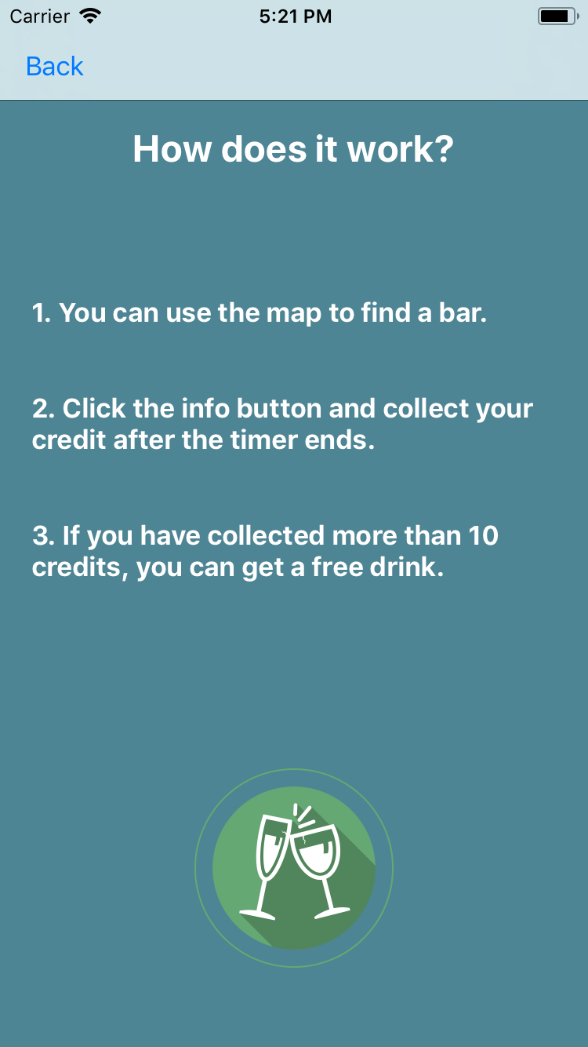 Carrier 5:21 PM
Back
How does it work?
1. You can use the map to find a bar.
2. Click the info button and collect your
credit after the timer ends.
3. If you have collected more than 10
credits, you can get a free drink.